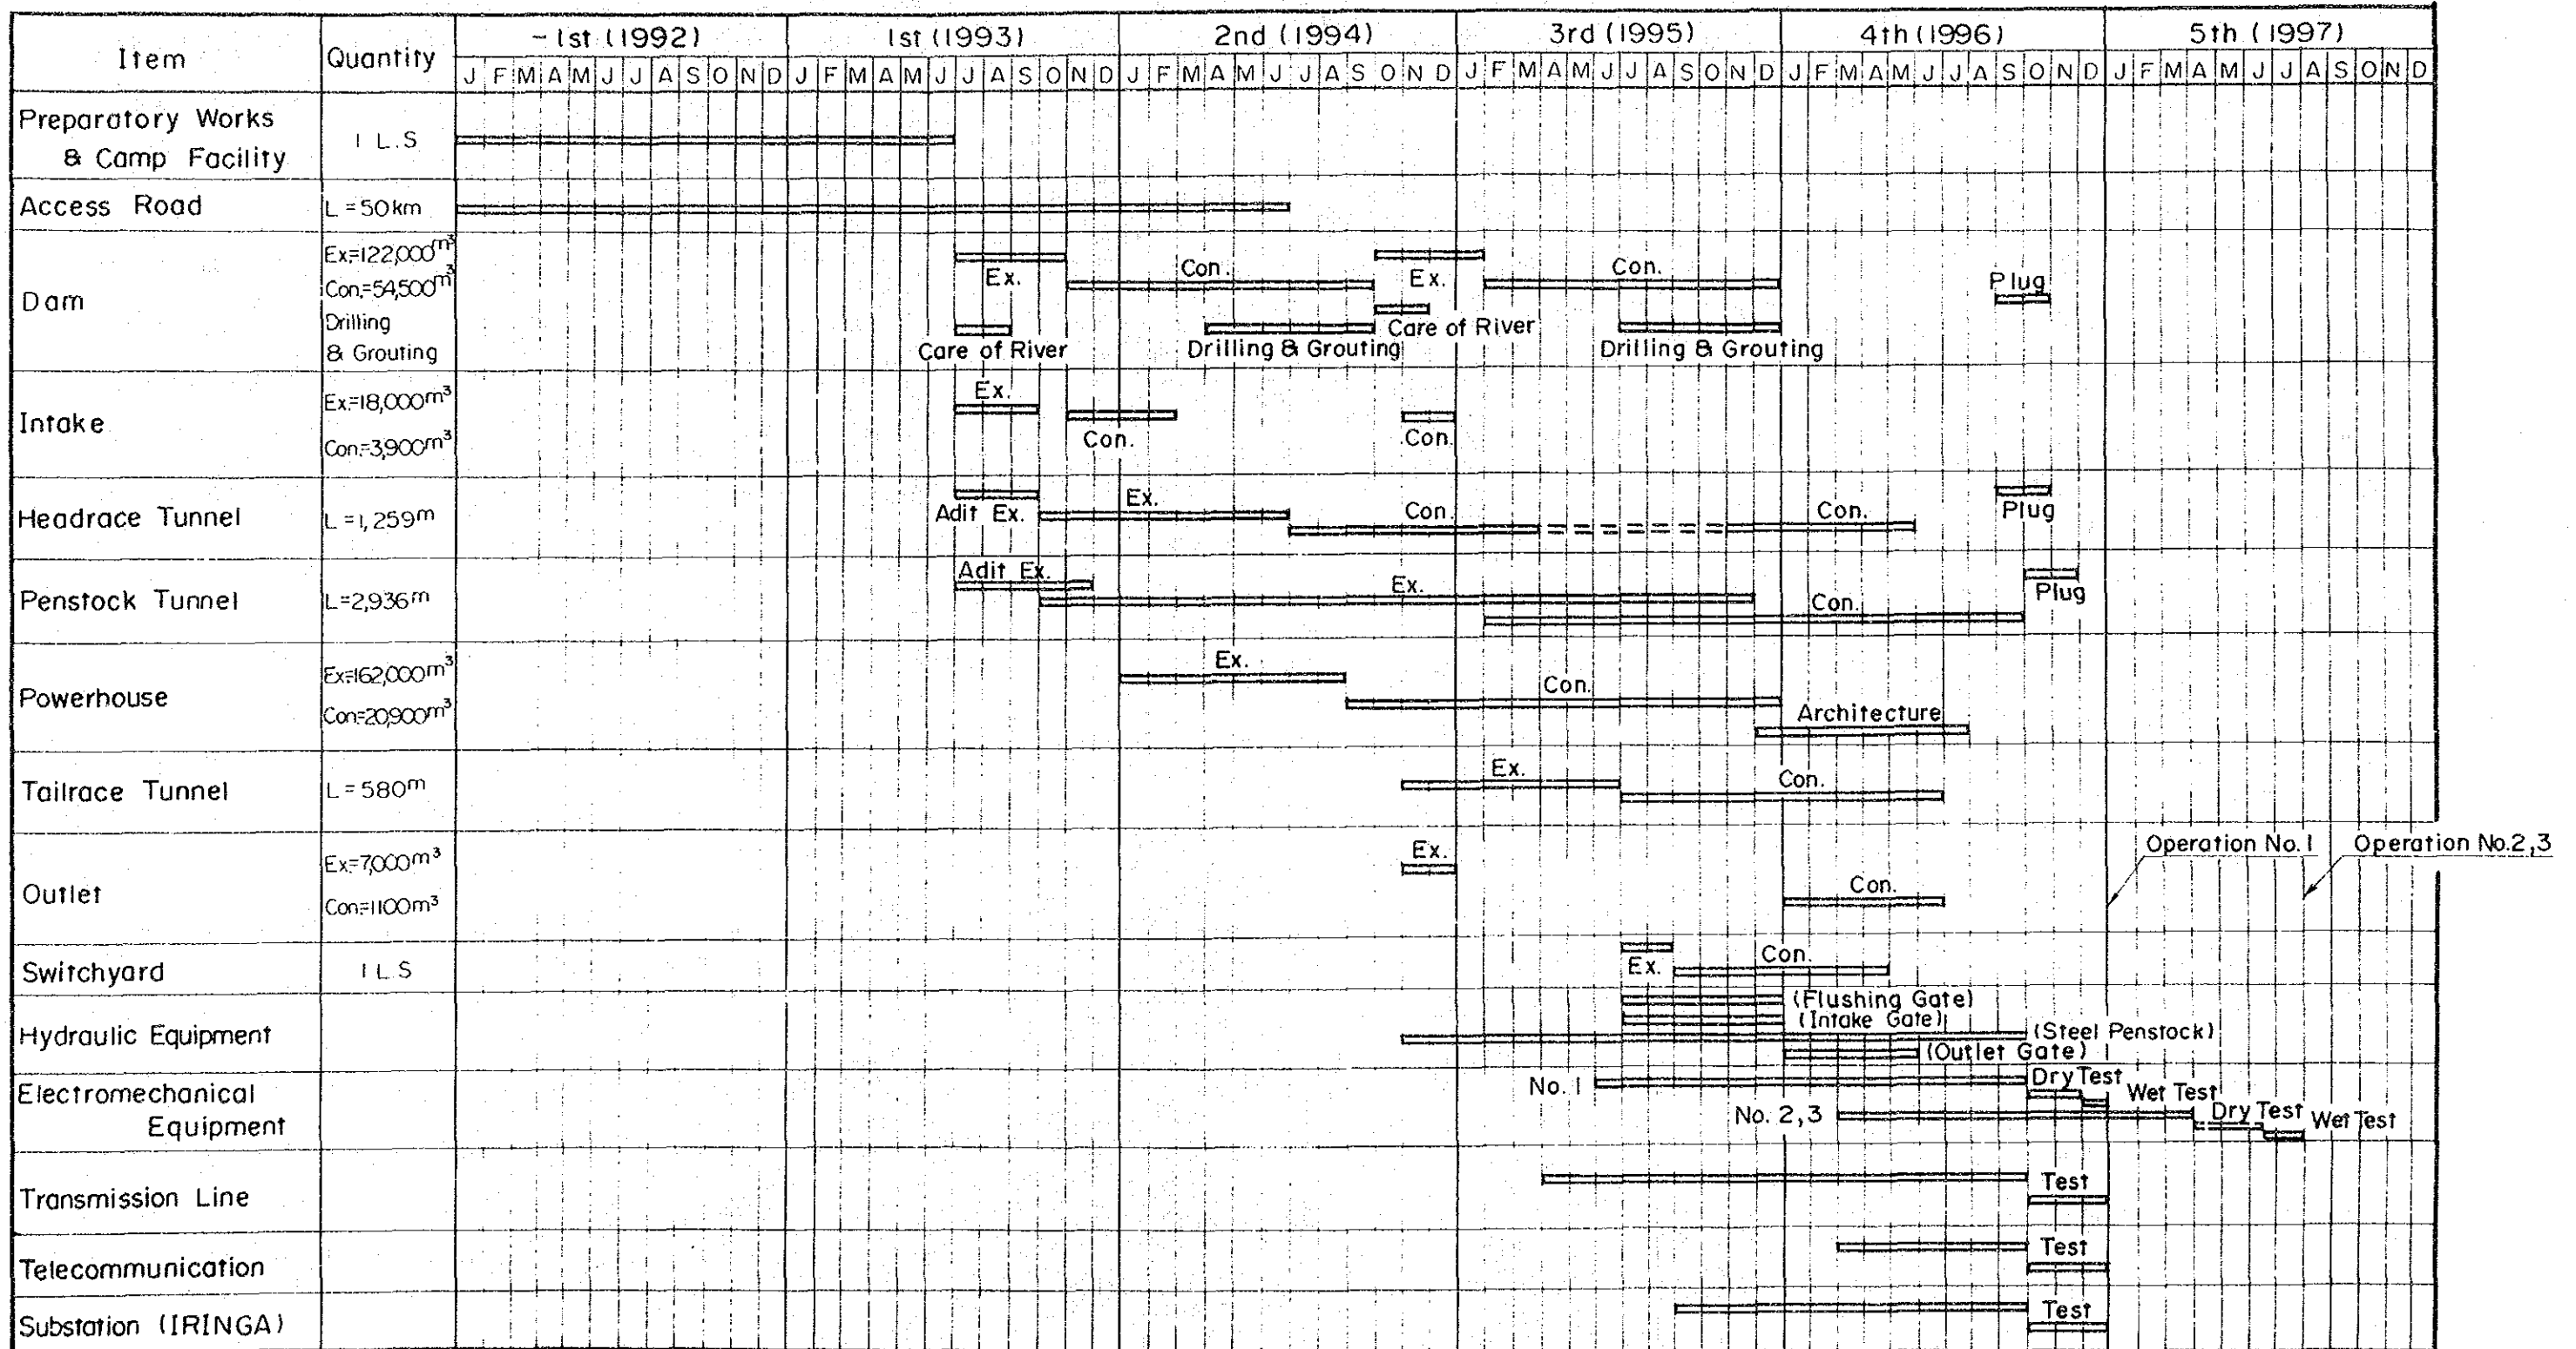 Item
Quantity
-1st (1992)
1st (1993)
2nd (1994)
3rd (1995)
4th (1996)
5th (1997)
J F M A M J J A S O N D J F M A M J J A S O N D J F M A M J J A S O N D J F M A M J J A S O N D J F M A M J J A S O N D J F M A M J J A S O N D
Preparatory Works
& Camp Facility
1 L.S
Access Road
L = 50km
Dam
Ex.=122,000m³
Con.=54,500m³
Drilling
& Grouting
Ex.
Con.
Ex.
Con.
Plug
Care of River
Drilling & Grouting
Care of River
Drilling & Grouting
Intake
Ex.=18,000m³
Con.=3,900m³
Ex.
Con.
Con.
Headrace Tunnel
L = 1,259m
Adit Ex.
Ex.
Con.
Con.
Plug
Penstock Tunnel
L=2,936m
Adit Ex.
Ex.
Con.
Plug
Powerhouse
Ex.=162,000m³
Con.=20,900m³
Ex.
Con.
Architecture
Tailrace Tunnel
L = 580m
Ex.
Con.
Outlet
Ex.=7,000m³
Con.=1100m³
Ex.
Con.
Operation No.1
Operation No.2,3
Switchyard
1 L.S
Ex.
Con.
Hydraulic Equipment
(Flushing Gate)
(Intake Gate)
(Steel Penstock)
(Outlet Gate)
Electromechanical
Equipment
No. 1
Dry Test
Wet Test
No. 2,3
Dry Test
Wet Test
Transmission Line
Test
Telecommunication
Test
Substation (IRINGA)
Test